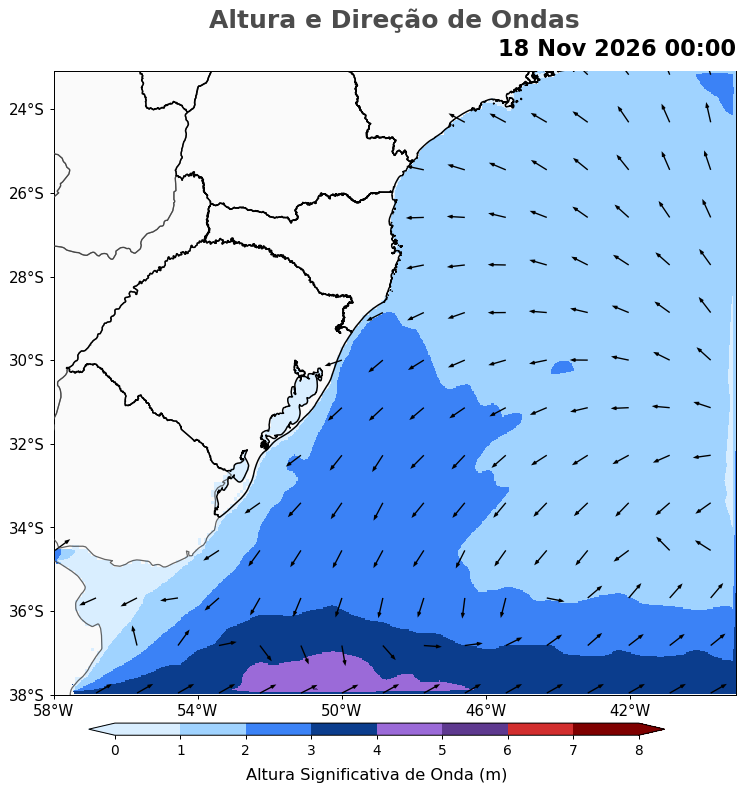 Altura e Direção de Ondas
18 Nov 2026 00:00
24°S
26°S
28°S
30°S
32°S
34°S
36°S
38°S
58°W 54°W 50°W 46°W 42°W
0 1 2 3 4 5 6 7 8
Altura Significativa de Onda (m)